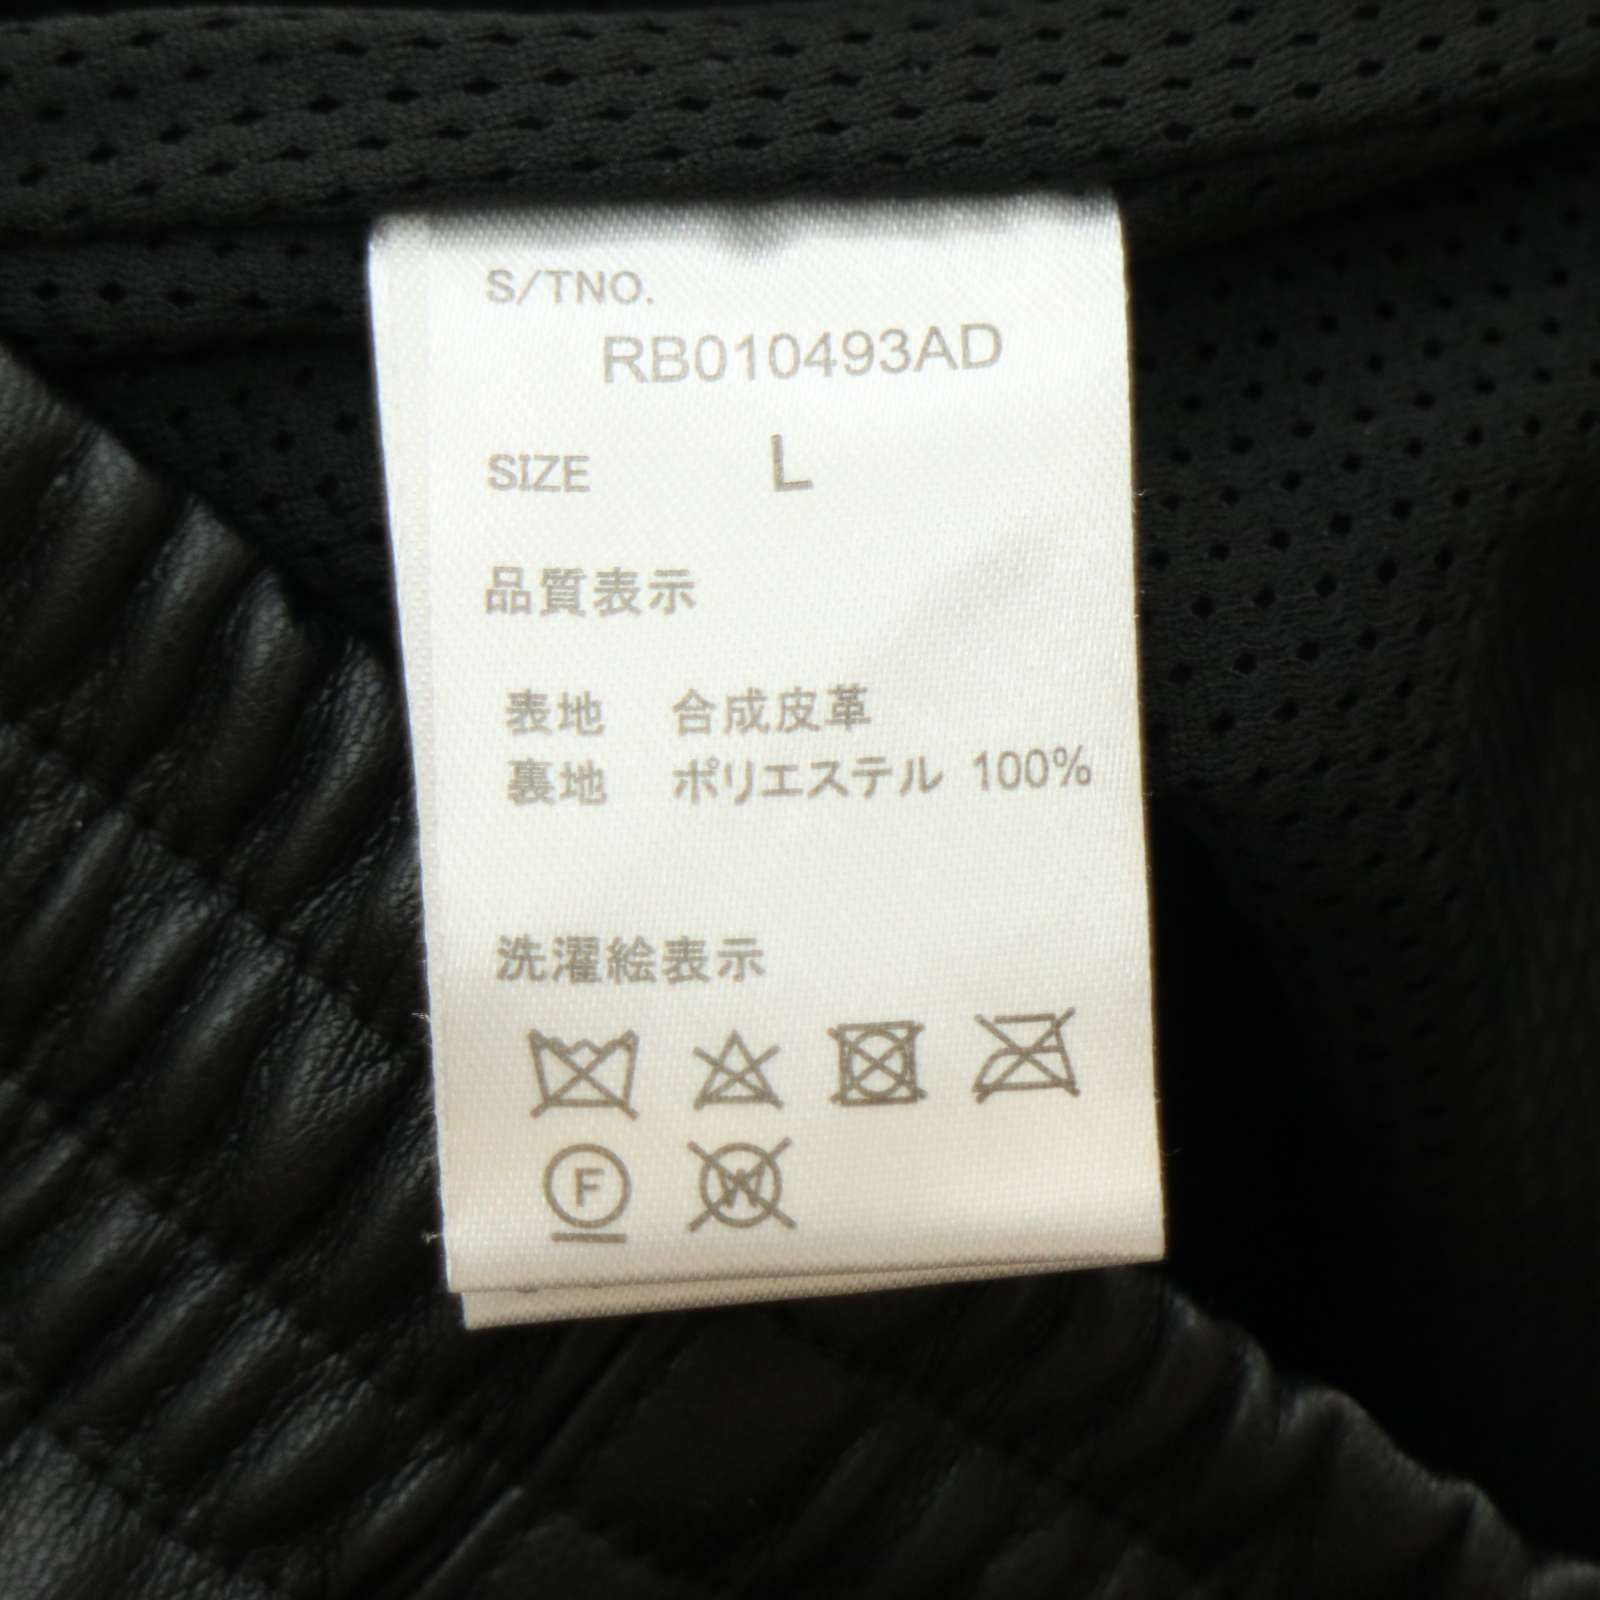 S/TNO.
RB010493AD
SIZE L
品質表示
表地 合成皮革
裏地 ポリエステル 100%
洗濯絵表示
F W